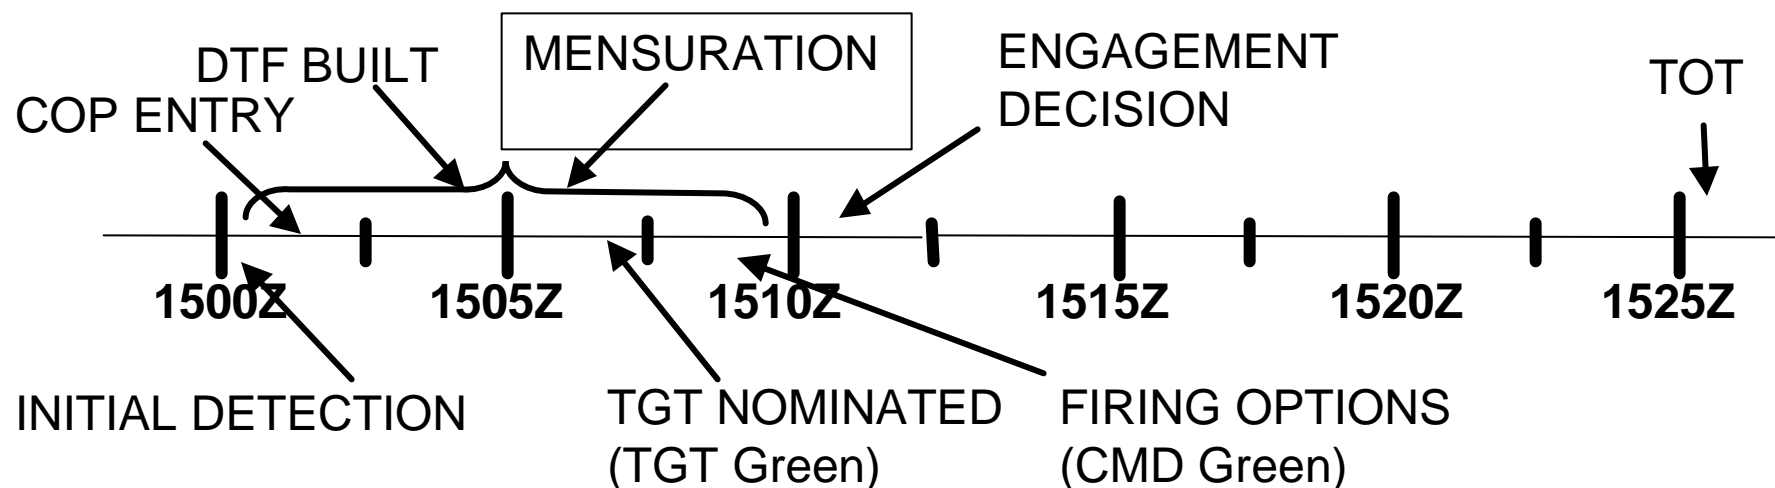 MENSURATION
ENGAGEMENT
DECISION
DTF BUILT
COP ENTRY
TOT
1500Z
1505Z
1510Z
1515Z
1520Z
1525Z
INITIAL DETECTION
TGT NOMINATED
(TGT Green)
FIRING OPTIONS
(CMD Green)